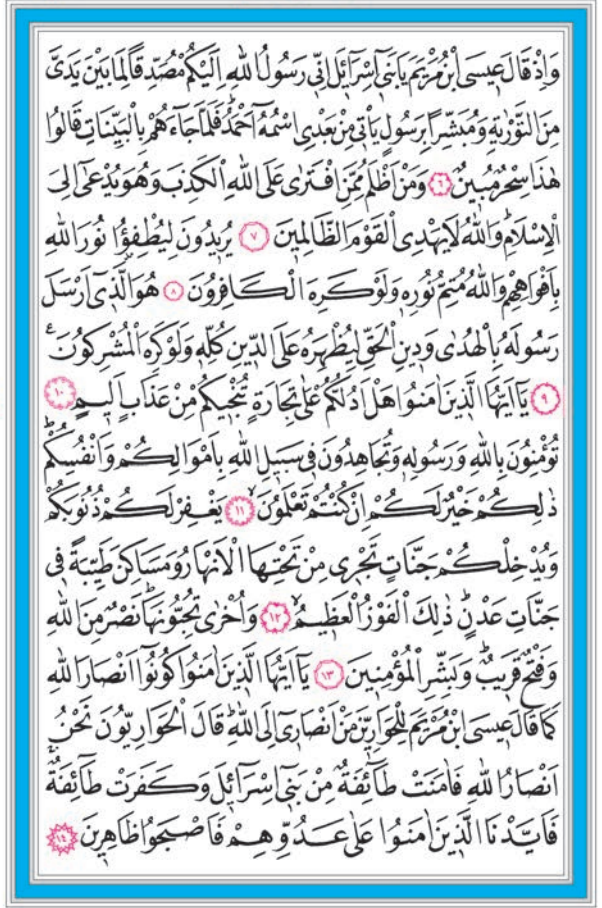 وَاِذْ قَالَ عٖيسَى ابْنُ مَرْيَمَ يَا بَنٖٓى اِسْرَٓائٖلَ اِنّٖى رَسُولُ اللّٰهِ اِلَيْكُمْ مُصَدِّقًا لِمَا بَيْنَ يَدَىَّ
مِنَ التَّوْرٰيةِ وَمُبَشِّرًا بِرَسُولٍ يَاْتٖى مِنْ بَعْدِى اسْمُهُٓ اَحْمَدُۜ فَلَمَّا جَٓاءَهُمْ بِالْبَيِّنَاتِ قَالُوا
هٰذَا سِحْرٌ مُبٖينٌ ﴿٦﴾ وَمَنْ اَظْلَمُ مِمَّنِ افْتَرٰى عَلَى اللّٰهِ الْكَذِبَ وَهُوَ يُدْعٰٓى اِلَى
الْاِسْلَامِۜ وَاللّٰهُ لَا يَهْدِى الْقَوْمَ الظَّالِمٖينَ ﴿٧﴾ يُرٖيدُونَ لِيُطْفِؤُ۫ا نُورَ اللّٰهِ
بِاَفْوَاهِهِمْ وَاللّٰهُ مُتِمُّ نُورِهٖ وَلَوْ كَرِهَ الْكَافِرُونَ ﴿٨﴾ هُوَ الَّذٖٓى اَرْسَلَ
رَسُولَهُ بِالْهُدٰى وَدٖينِ الْحَقِّ لِيُظْهِرَهُ عَلَى الدّٖينِ كُلِّهٖ وَلَوْ كَرِهَ الْمُشْرِكُونَ ع
﴿٩﴾ يَٓا اَيُّهَا الَّذٖينَ اٰمَنُوا هَلْ اَدُلُّكُمْ عَلٰى تِجَارَةٍ تُنْجٖيكُمْ مِنْ عَذَابٍ اَلٖيمٍ ﴿١٠﴾
تُؤْمِنُونَ بِاللّٰهِ وَرَسُولِهٖ وَتُجَاهِدُونَ فٖى سَبٖيلِ اللّٰهِ بِاَمْوَالِكُمْ وَاَنْفُسِكُمْۜ
ذٰلِكُمْ خَيْرٌ لَكُمْ اِنْ كُنْتُمْ تَعْلَمُونَۙ ﴿١١﴾ يَغْفِرْ لَكُمْ ذُنُوبَكُمْ
وَيُدْخِلْكُمْ جَنَّاتٍ تَجْرٖى مِنْ تَحْتِهَا الْاَنْهَارُ وَمَسَاكِنَ طَيِّبَةً فٖى
جَنَّاتِ عَدْنٍۜ ذٰلِكَ الْفَوْزُ الْعَظٖيمُۙ ﴿١٢﴾ وَاُخْرٰى تُحِبُّونَهَاۜ نَصْرٌ مِنَ اللّٰهِ
وَفَتْحٌ قَرٖيبٌۜ وَبَشِّرِ الْمُؤْمِنٖينَ ﴿١٣﴾ يَٓا اَيُّهَا الَّذٖينَ اٰمَنُوا كُونُٓوا اَنْصَارَ اللّٰهِ
كَمَا قَالَ عٖيسَى ابْنُ مَرْيَمَ لِلْحَوَارِيّٖنَ مَنْ اَنْصَارٖٓى اِلَى اللّٰهِۜ قَالَ الْحَوَارِيُّونَ نَحْنُ
اَنْصَارُ اللّٰهِ فَاٰمَنَتْ طَٓائِفَةٌ مِنْ بَنٖٓى اِسْرَٓائٖلَ وَكَفَرَتْ طَٓائِفَةٌۚ
فَاَيَّدْنَا الَّذٖينَ اٰمَنُوا عَلٰى عَدُوِّهِمْ فَاَصْبَحُوا ظَاهِرٖينَ ﴿١٤﴾